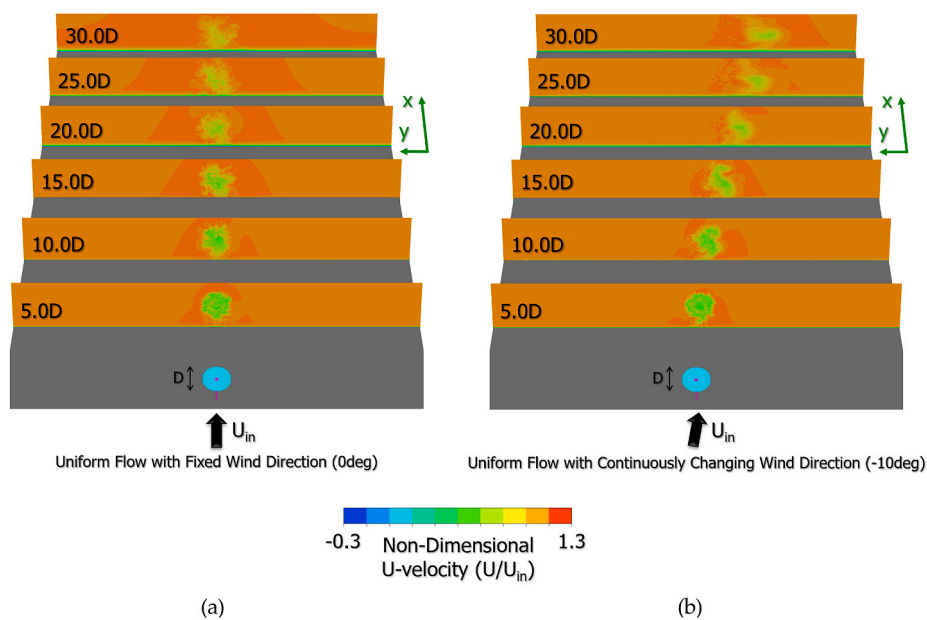 30.0D
25.0D
x
20.0D
y
15.0D
10.0D
5.0D
D
Uin
Uniform Flow with Fixed Wind Direction (0deg)
30.0D
25.0D
x
20.0D
y
15.0D
10.0D
5.0D
D
Uin
Uniform Flow with Continuously Changing Wind Direction (-10deg)
-0.3 Non-Dimensional 1.3
U-velocity (U/Uin)
(a) (b)